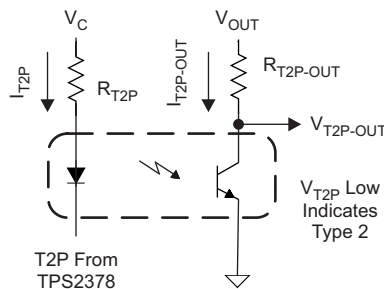 V_C
V_OUT
I_T2P
R_T2P
I_T2P-OUT
R_T2P-OUT
V_T2P-OUT
V_T2P Low
Indicates
Type 2
T2P From
TPS2378